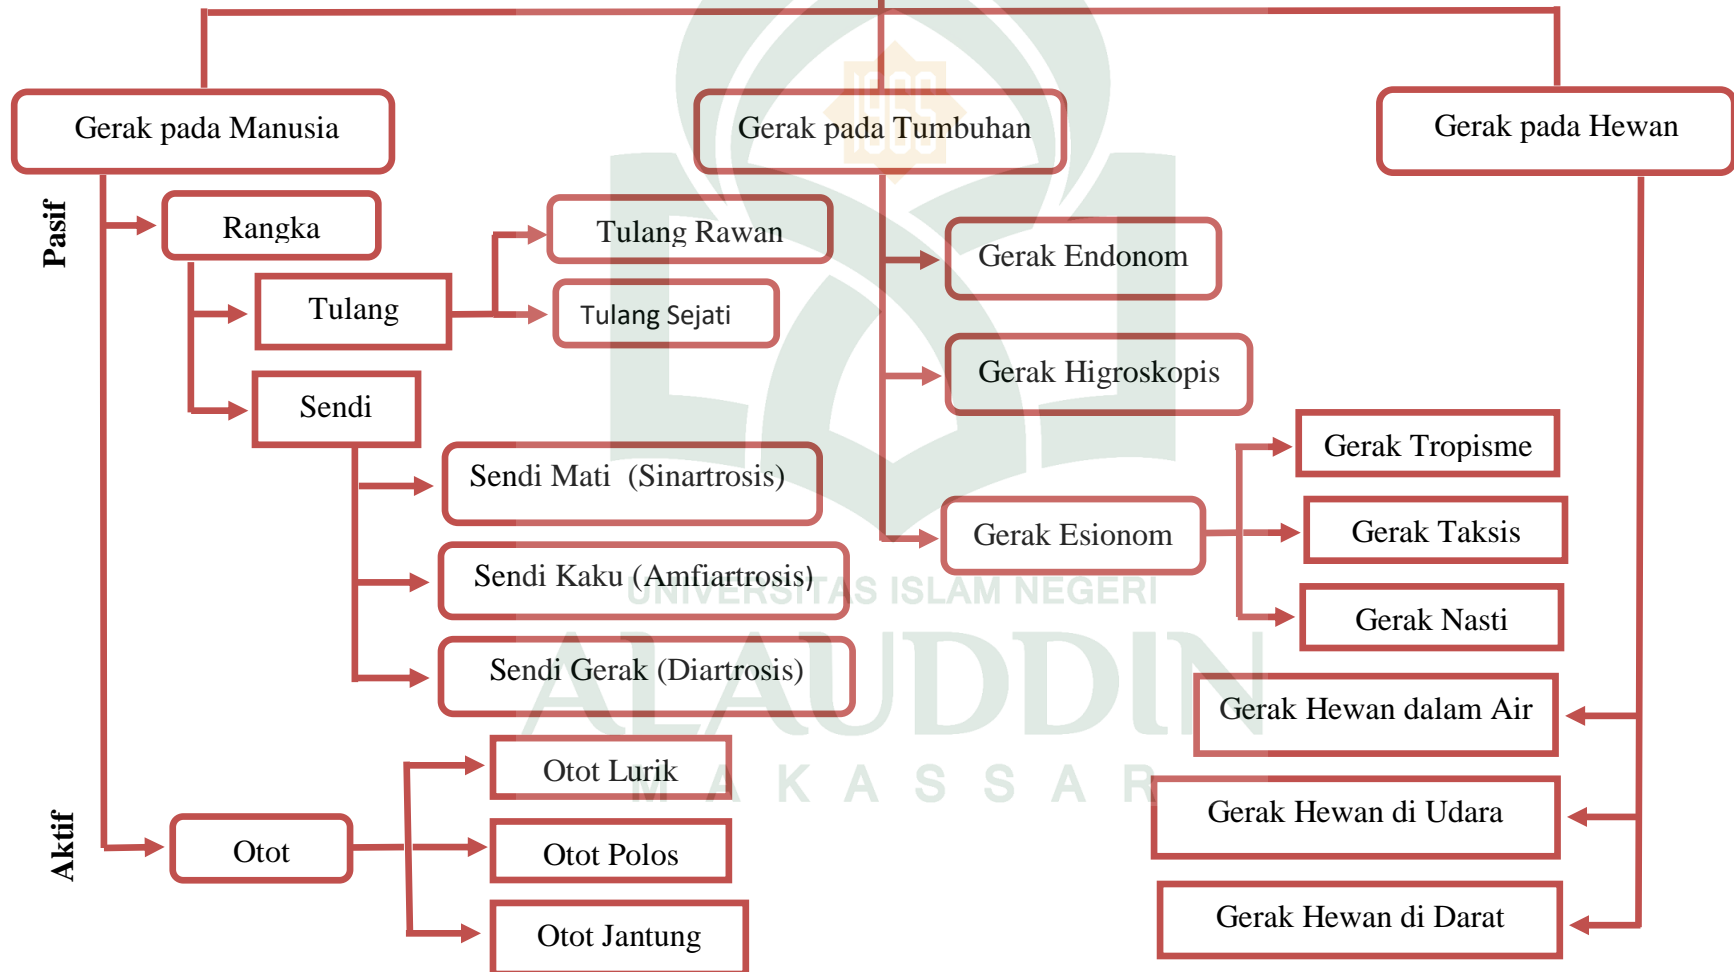 Gerak pada Manusia
Gerak pada Tumbuhan
Gerak pada Hewan
Pasif
Rangka
Tulang
Tulang Rawan
Tulang Sejati
Sendi
Sendi Mati (Sinartrosis)
Sendi Kaku (Amfiartrosis)
Sendi Gerak (Diartrosis)
Aktif
Otot
Otot Lurik
Otot Polos
Otot Jantung
Gerak Endonom
Gerak Higroskopis
Gerak Esionom
Gerak Tropisme
Gerak Taksis
Gerak Nasti
Gerak Hewan dalam Air
Gerak Hewan di Udara
Gerak Hewan di Darat
1965
UNIVERSITAS ISLAM NEGERI
ALAUDDIN
MAKASSAR